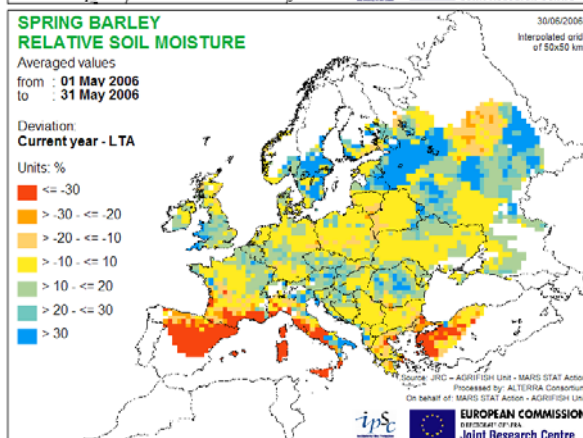 SPRING BARLEY
RELATIVE SOIL MOISTURE
30/06/2006
Interpolated grid
of 50x50 km
Averaged values
from : 01 May 2006
to : 31 May 2006
Deviation:
Current year - LTA
Units: %
<= -30
> -30 - <= -20
> -20 - <= -10
> -10 - <= 10
> 10 - <= 20
> 20 - <= 30
> 30
Source: JRC - AGRIFISH Unit - MARS STAT Action
Processed by: ALTERRA Consortium
On behalf of: MARS STAT Action - AGRIFISH Unit
ipsc
EUROPEAN COMMISSION
Joint Research Centre